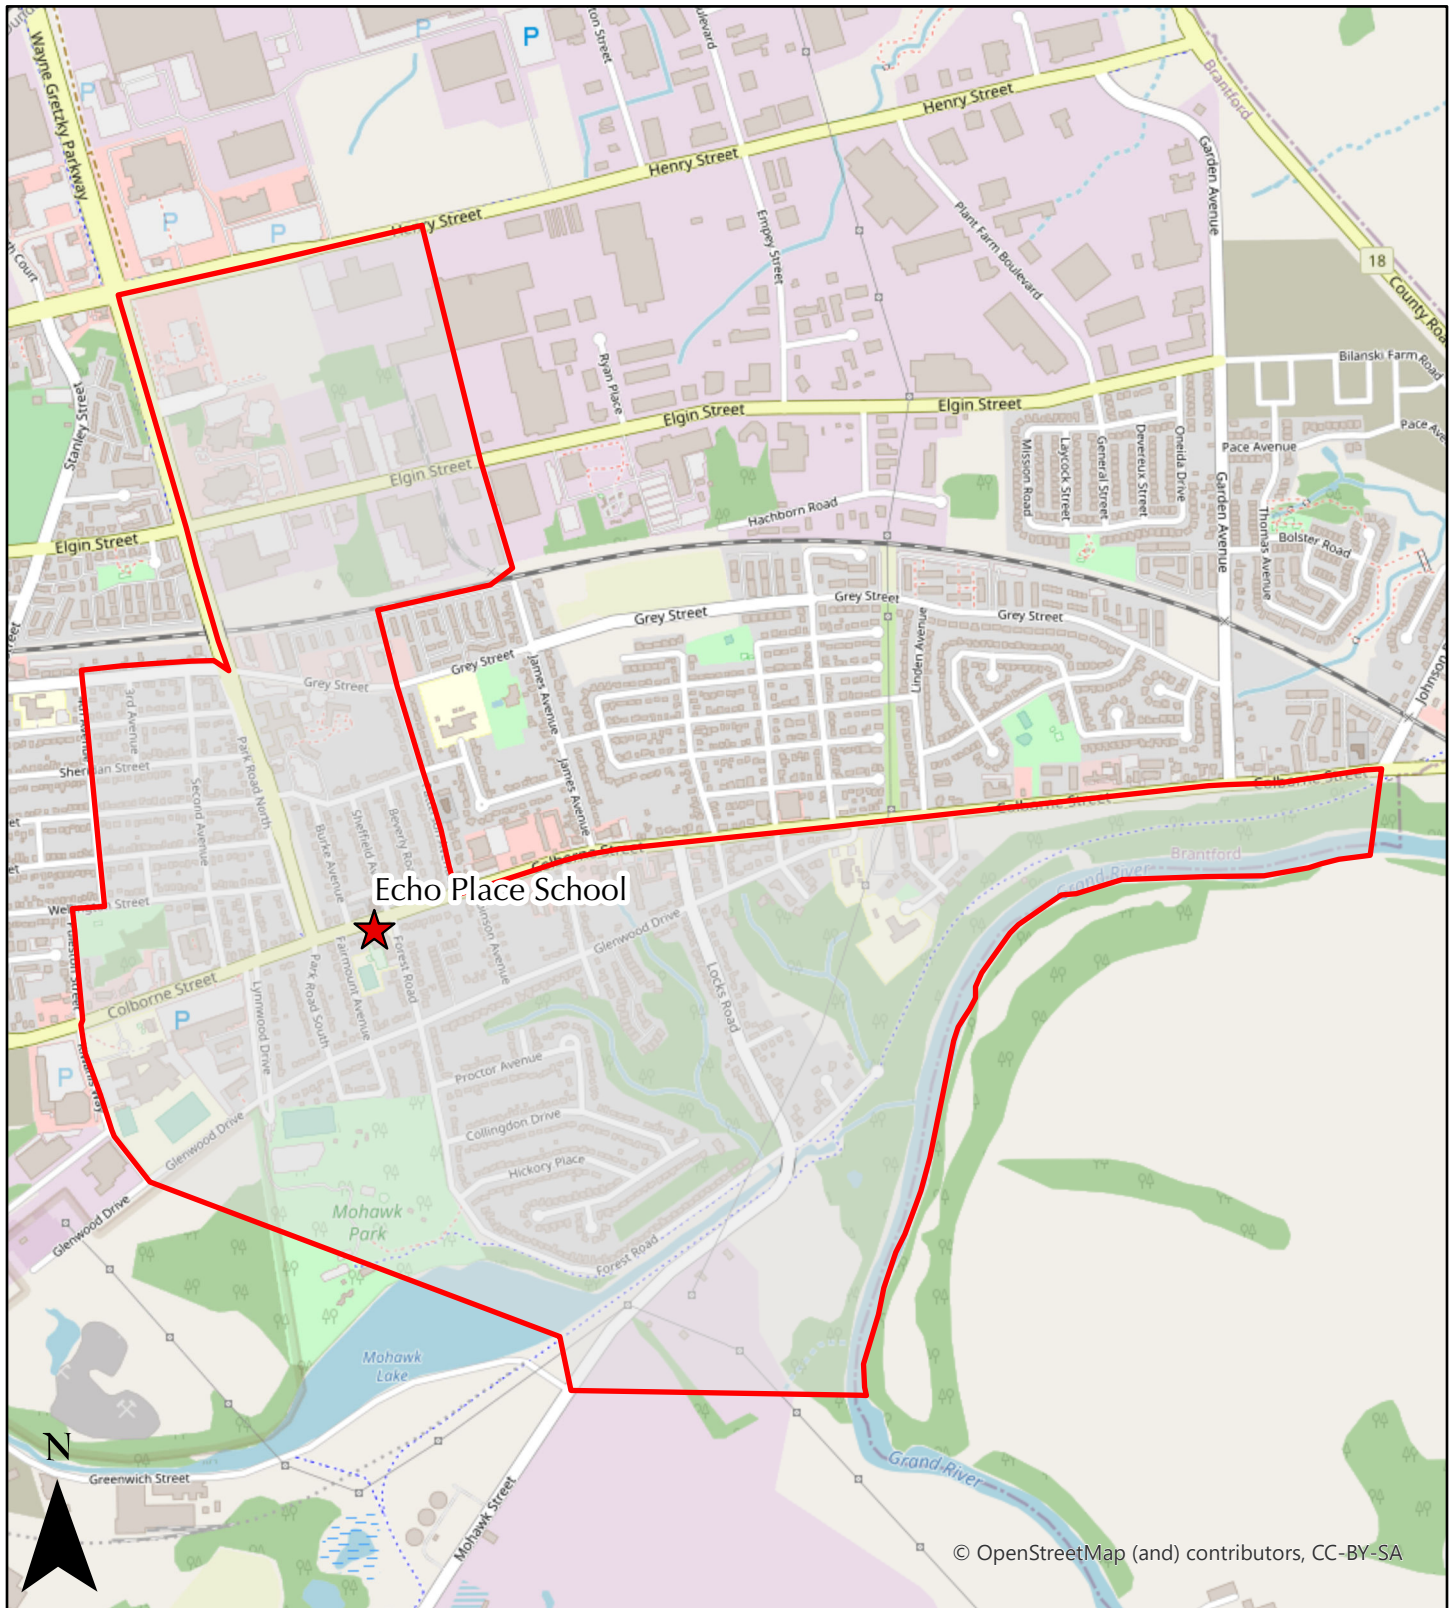 Wayne Gretzky Parkway
P
P
P
P
P
Henry Street
Henry Street
Henry Street
Brantford
Garden Avenue
Empey Street
Plant Farm Boulevard
18
County Roa
Stanley Street
Ryan Place
Bilanski Farm Road
Elgin Street
Elgin Street
Elgin Street
Elgin Street
Mission Road
Laycock Street
General Street
Devereux Street
Oneida Drive
Pace Avenue
Pace Ave
Garden Avenue
Thomas Avenue
Bolster Road
Hachborn Road
Grey Street
Grey Street
Grey Street
Grey Street
Grey Street
Linden Avenue
James Avenue
James Avenue
3rd Avenue
Sheridan Street
Second Avenue
Park Road North
Burke Avenue
Colborne Street
Colborne Street
Colborne Street
Brantford
Grand River
Echo Place School
Glenwood Drive
Fairmount Avenue
Forest Road
Park Road South
Lynnwood Drive
Locks Road
Colborne Street
P
P
Proctor Avenue
Collingdon Drive
Hickory Place
Glenwood Drive
Glenwood Drive
Mohawk
Park
Forest Road
Mohawk
Lake
Greenwich Street
Mohawk Street
Grand River
N
© OpenStreetMap (and) contributors, CC-BY-SA